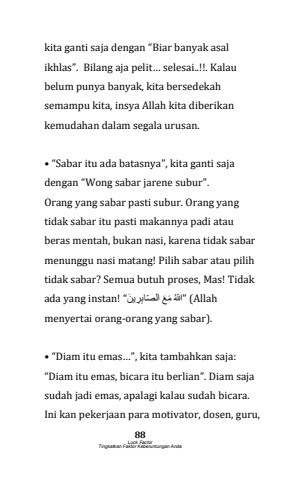 kita ganti saja dengan “Biar banyak asal
ikhlas”.  Bilang aja pelit… selesai..!!. Kalau
belum punya banyak, kita bersedekah
semampu kita, insya Allah kita diberikan
kemudahan dalam segala urusan.
• “Sabar itu ada batasnya”, kita ganti saja
dengan “Wong sabar jarene subur”.
Orang yang sabar pasti subur. Orang yang
tidak sabar itu pasti makannya padi atau
beras mentah, bukan nasi, karena tidak sabar
menunggu nasi matang! Pilih sabar atau pilih
tidak sabar? Semua butuh proses, Mas! Tidak
ada yang instan! “اللهُ مَعَ الصَّابِرِينَ” (Allah
menyertai orang-orang yang sabar).
• “Diam itu emas…”, kita tambahkan saja:
“Diam itu emas, bicara itu berlian”. Diam saja
sudah jadi emas, apalagi kalau sudah bicara.
Ini kan pekerjaan para motivator, dosen, guru,
88
Luck Factor
Tingkatkan Faktor Keberuntungan Anda